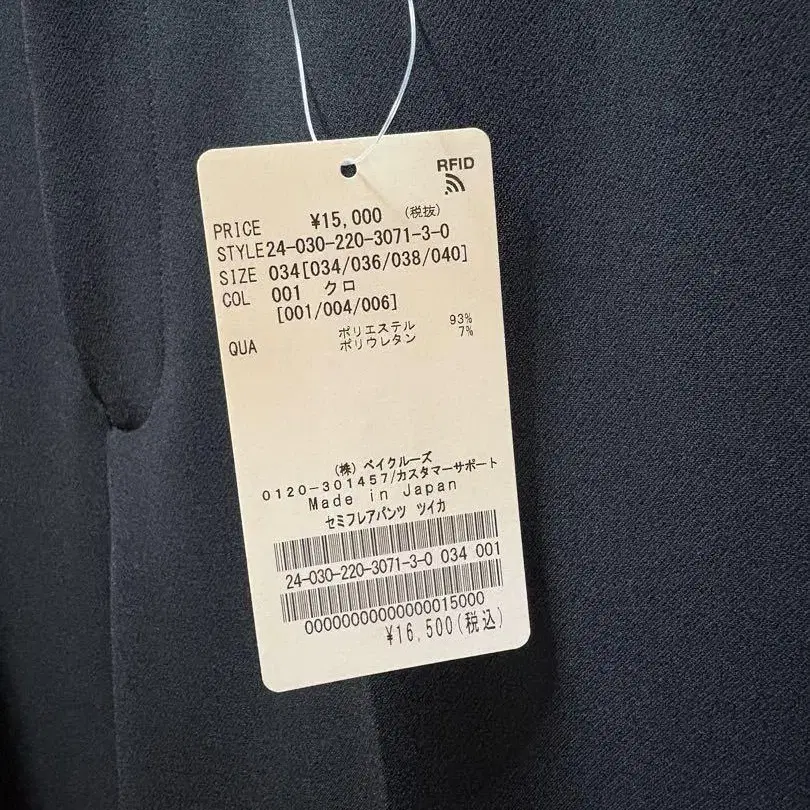 RFID
PRICE ¥15,000 (税抜)
STYLE24-030-220-3071-3-0
SIZE 034[034/036/038/040]
COL 001 クロ
[001/004/006]
QUA ポリエステル 93%
ポリウレタン 7%
(株)ベイクルーズ
0120-301457/カスタマーサポート
Made in Japan
セミフレアパンツ ツイカ
24-030-220-3071-3-0 034 001
00000000000000015000
¥16,500(税込)